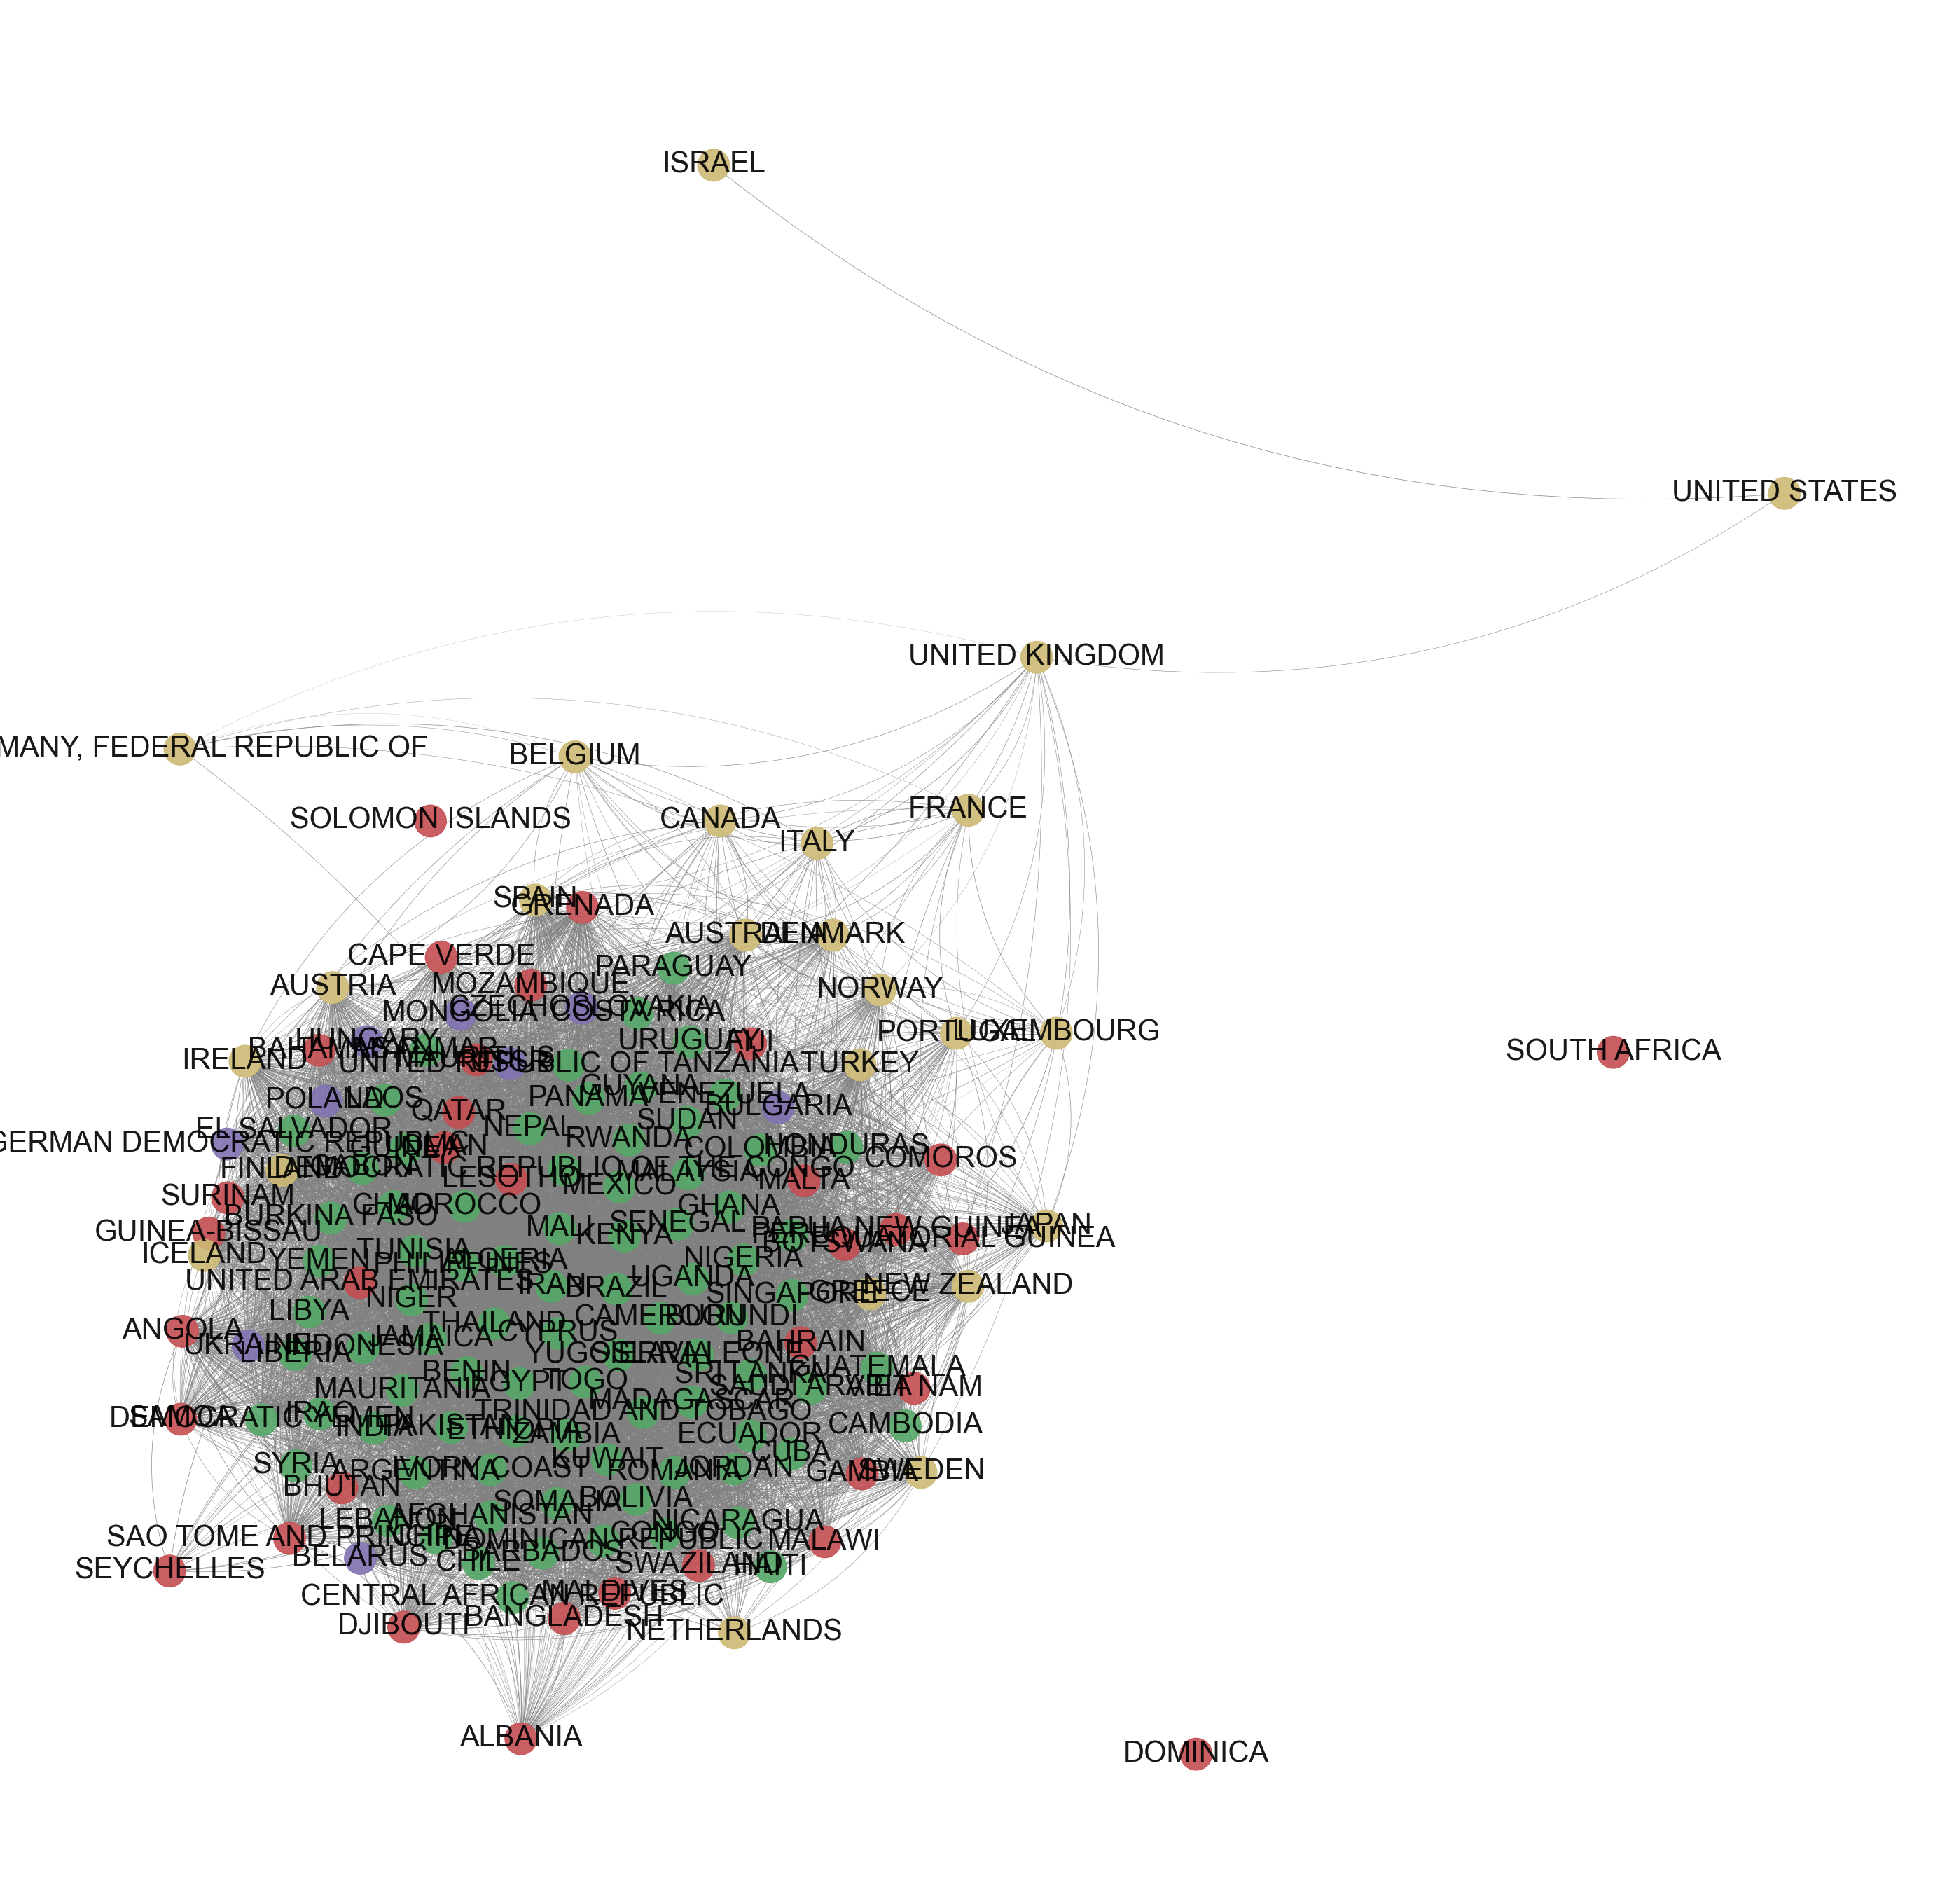 ISRAEL
UNITED STATES
UNITED KINGDOM
MANY, FEDERAL REPUBLIC OF
BELGIUM
SOLOMON ISLANDS
CANADA
FRANCE
ITALY
SPAIN
GRENADA
AUSTRALIA
DENMARK
CAPE VERDE
PARAGUAY
MOZAMBIQUE
AUSTRIA
NORWAY
MONGOLIA
CZECHOSLOVAKIA
COSTA RICA
PORTUGAL
LUXEMBOURG
HUNGARY
BAHAMAS
MYANMAR
URUGUAY
FIJI
SOUTH AFRICA
IRELAND
MAURITIUS
USSR
UNITED REPUBLIC OF TANZANIA
TURKEY
GUYANA
POLAND
LAOS
PANAMA
VENEZUELA
BULGARIA
QATAR
NEPAL
SUDAN
EL SALVADOR
RWANDA
GERMAN DEMOCRATIC REPUBLIC
GUINEA
OMAN
COLOMBIA
HONDURAS
COMOROS
FINLAND
GABON
DEMOCRATIC REPUBLIC OF THE CONGO
LESOTHO
MEXICO
MALAYSIA
MALTA
SURINAM
CHAD
MOROCCO
GHANA
BURKINA FASO
GUINEA-BISSAU
MALI
KENYA
SENEGAL
PAPUA NEW GUINEA
JAPAN
PERU
BOTSWANA
EQUATORIAL GUINEA
ICELAND
YEMEN
TUNISIA
PHILIPPINES
ALGERIA
NIGERIA
UNITED ARAB EMIRATES
IRAN
BRAZIL
UGANDA
SINGAPORE
GREECE
NEW ZEALAND
NIGER
LIBYA
THAILAND
CAMEROUN
BURUNDI
ANGOLA
UKRAINE
LIBERIA
INDONESIA
JAMAICA
CYPRUS
YUGOSLAVIA
SIERRA LEONE
BAHRAIN
BENIN
EGYPT
TOGO
SRI LANKA
GUATEMALA
MAURITANIA
MADAGASCAR
SAUDI ARABIA
VIET NAM
SAMOA
DEMOCRATIC YEMEN
IRAQ
INDIA
PAKISTAN
ETHIOPIA
ZAMBIA
TRINIDAD AND TOBAGO
ECUADOR
CAMBODIA
SYRIA
ARGENTINA
IVORY COAST
KUWAIT
ROMANIA
JORDAN
CUBA
GAMBIA
SWEDEN
BHUTAN
LEBANON
AFGHANISTAN
SOMALIA
BOLIVIA
NICARAGUA
SAO TOME AND PRINCIPE
CHINA
DOMINICAN REPUBLIC
CONGO
MALAWI
BELARUS
CHILE
BARBADOS
SWAZILAND
HAITI
SEYCHELLES
CENTRAL AFRICAN REPUBLIC
MALDIVES
DJIBOUTI
BANGLADESH
NETHERLANDS
ALBANIA
DOMINICA